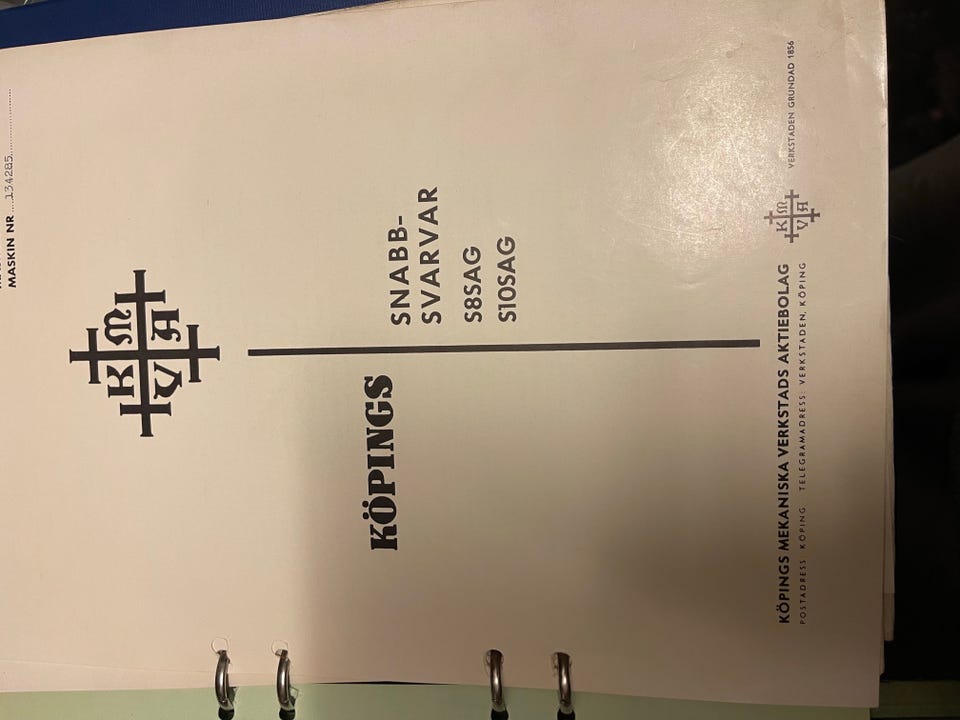 MASKIN NR. 134285
K M
V A
KÖPINGS
SNABB-
SVARVAR
S8SAG
S10SAG
KÖPINGS MEKANISKA VERKSTADS AKTIEBOLAG
K M
V A
VERKSTADEN GRUNDAD 1856
POSTADRESS: KÖPING TELEGRAMADRESS: VERKSTADEN, KÖPING